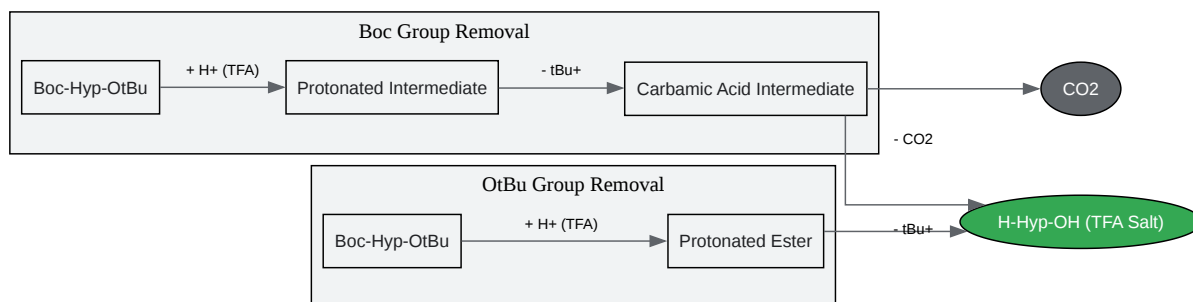 Boc Group Removal
Boc-Hyp-OtBu
+ H+ (TFA)
Protonated Intermediate
- tBu+
Carbamic Acid Intermediate
CO2
- CO2
OtBu Group Removal
Boc-Hyp-OtBu
+ H+ (TFA)
Protonated Ester
- tBu+
H-Hyp-OH (TFA Salt)